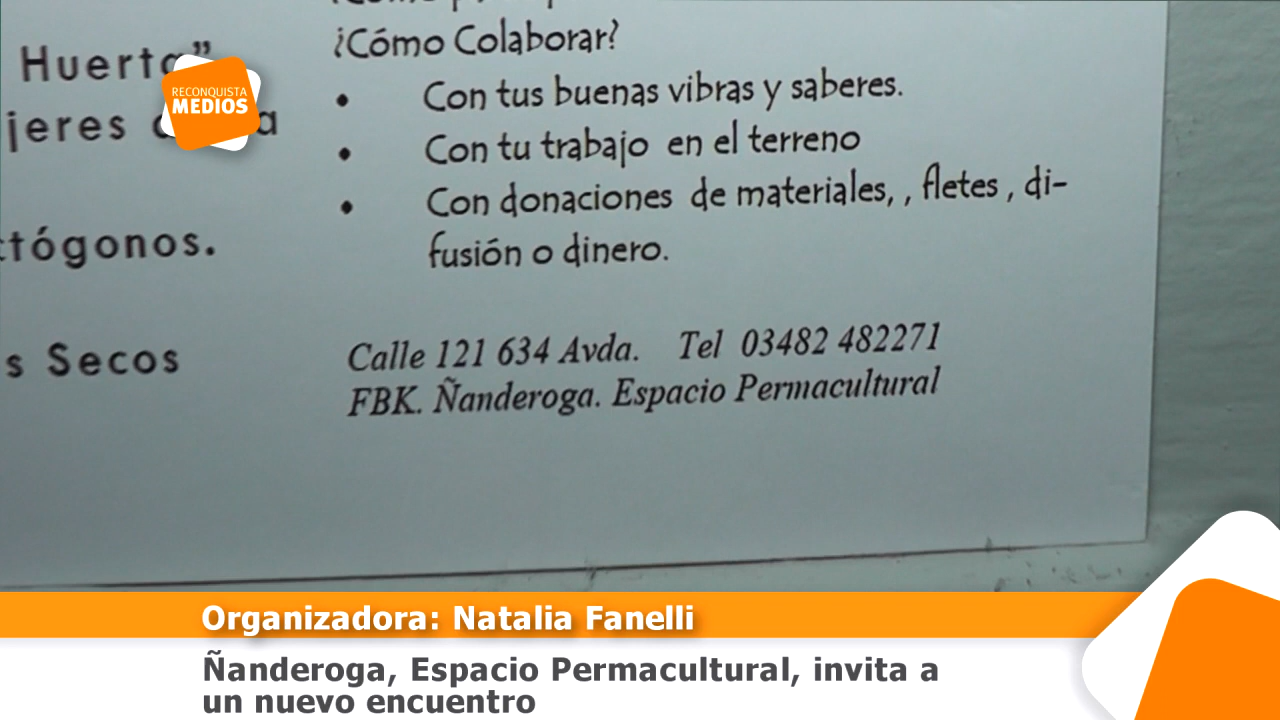 Huerta”
jeres
tógonos.
s Secos
¿Cómo Colaborar?
• Con tus buenas vibras y saberes.
• Con tu trabajo en el terreno
• Con donaciones de materiales, , fletes , di-
fusión o dinero.
Calle 121 634 Avda. Tel 03482 482271
FBK. Ñanderoga. Espacio Permacultural
RECONQUISTA
MEDIOS
Organizadora: Natalia Fanelli
Ñanderoga, Espacio Permacultural, invita a
un nuevo encuentro